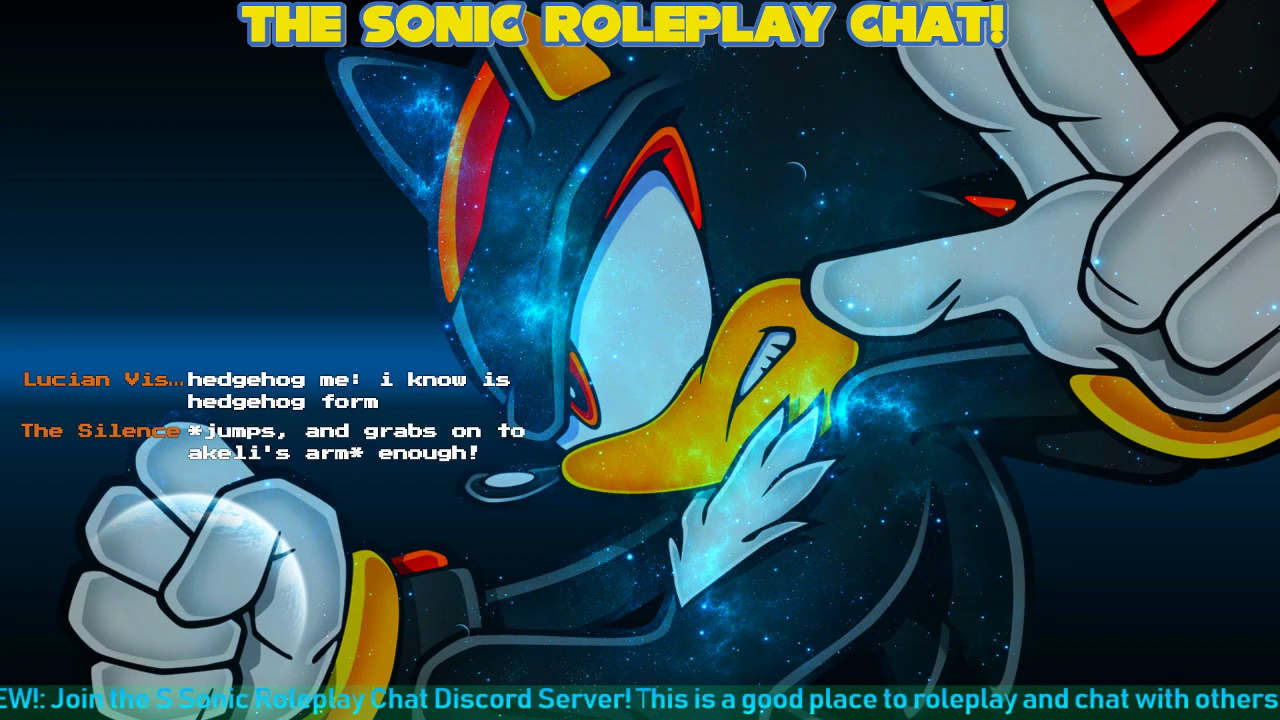 THE SONIC ROLEPLAY CHAT!
Lucian Vis… hedgehog me: i know is
hedgehog form
The Silence *jumps, and grabs on to
akeli's arm* enough!
EW!: Join the S Sonic Roleplay Chat Discord Server! This is a good place to roleplay and chat with others